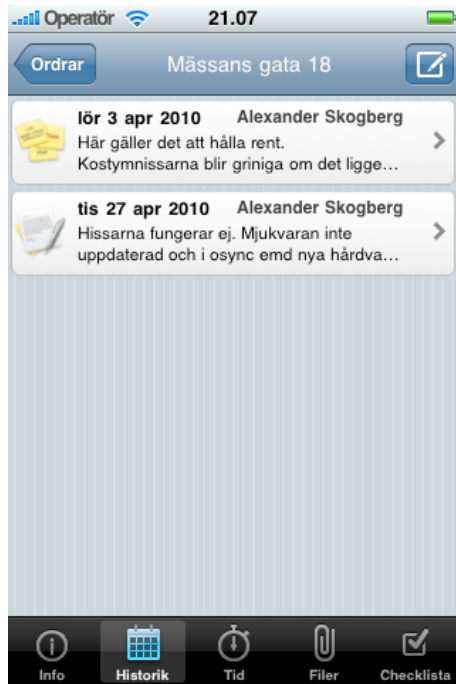 Operatör 21.07
Ordrar Mässans gata 18
lör 3 apr 2010 Alexander Skogberg
Här gäller det att hålla rent.
Kostymnissarna blir griniga om det ligge...
tis 27 apr 2010 Alexander Skogberg
Hissarna fungerar ej. Mjukvaran inte
uppdaterad och i osync emd nya hårdva...
Info Historik Tid Filer Checklista